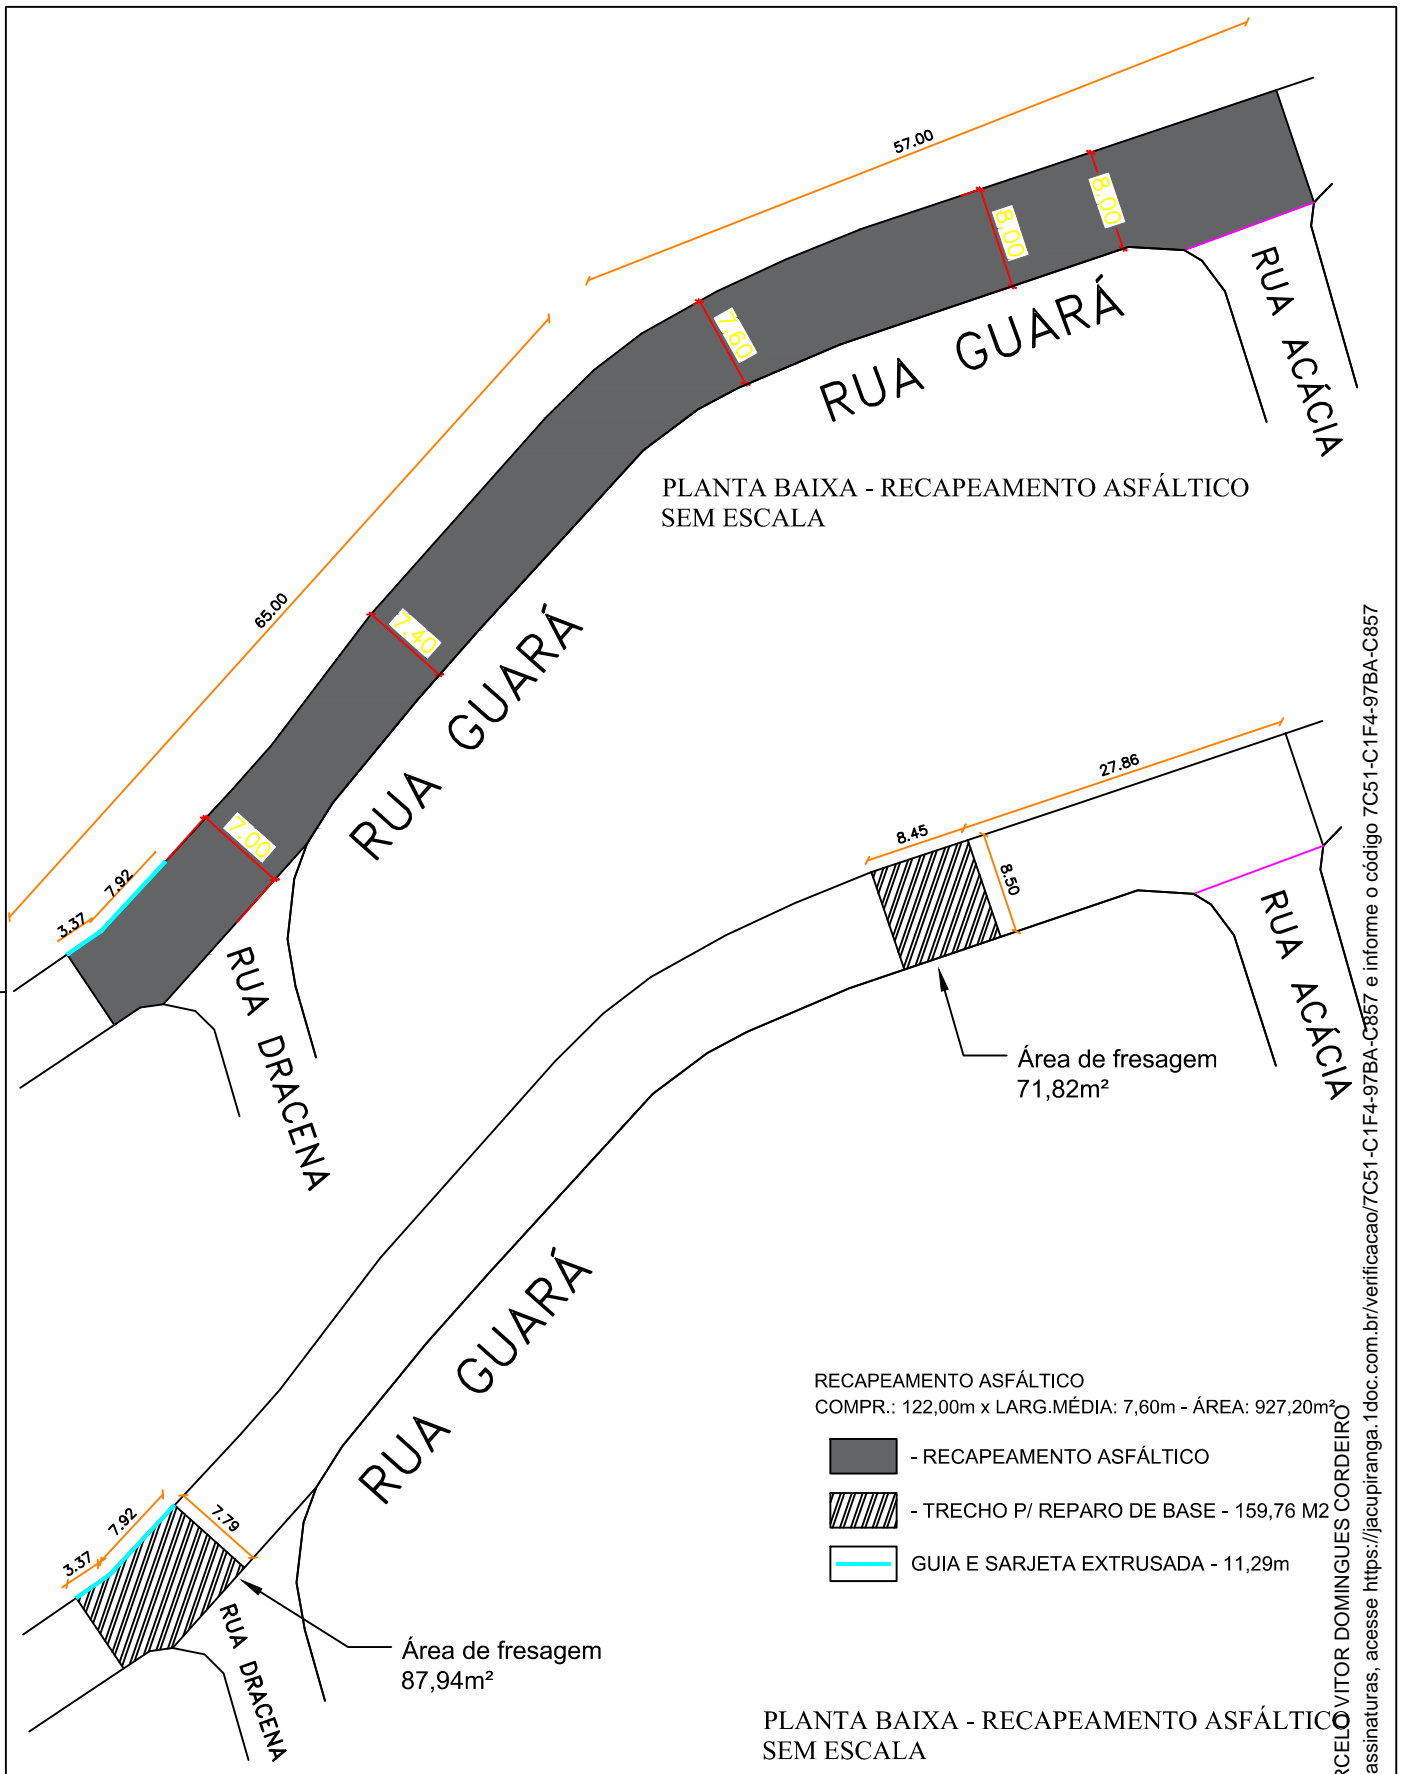 57.00
8.00
8,00
7,60
RUA GUARÁ
RUA ACÁCIA
PLANTA BAIXA - RECAPEAMENTO ASFÁLTICO
SEM ESCALA
65.00
7.40
RUA GUARÁ
7.00
7.92
3.37
RUA DRACENA
27.86
8.45
8.50
RUA ACÁCIA
Área de fresagem
71,82m²
RUA GUARÁ
RECAPEAMENTO ASFÁLTICO
COMPR.: 122,00m x LARG.MÉDIA: 7,60m - ÁREA: 927,20m²
- RECAPEAMENTO ASFÁLTICO
- TRECHO P/ REPARO DE BASE - 159,76 M2
GUIA E SARJETA EXTRUSADA - 11,29m
7.92
7.79
3.37
RUA DRACENA
Área de fresagem
87,94m²
PLANTA BAIXA - RECAPEAMENTO ASFÁLTICO
SEM ESCALA
RCELO VITOR DOMINGUES CORDEIRO
assinaturas, acesse https://jacupiranga.1doc.com.br/verificacao/7C51-C1F4-97BA-C857 e informe o código 7C51-C1F4-97BA-C857